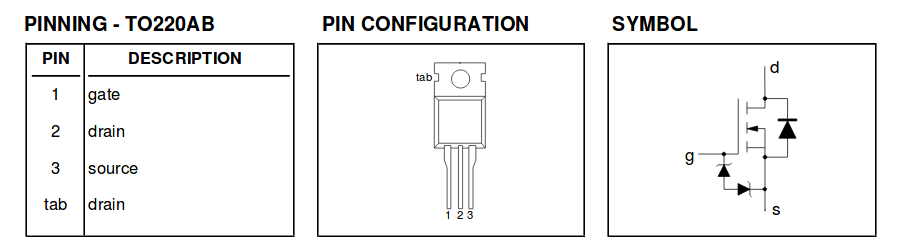 PINNING - TO220AB
PIN DESCRIPTION
1 gate
2 drain
3 source
tab drain
PIN CONFIGURATION
tab
1 2 3
SYMBOL
d
g
s